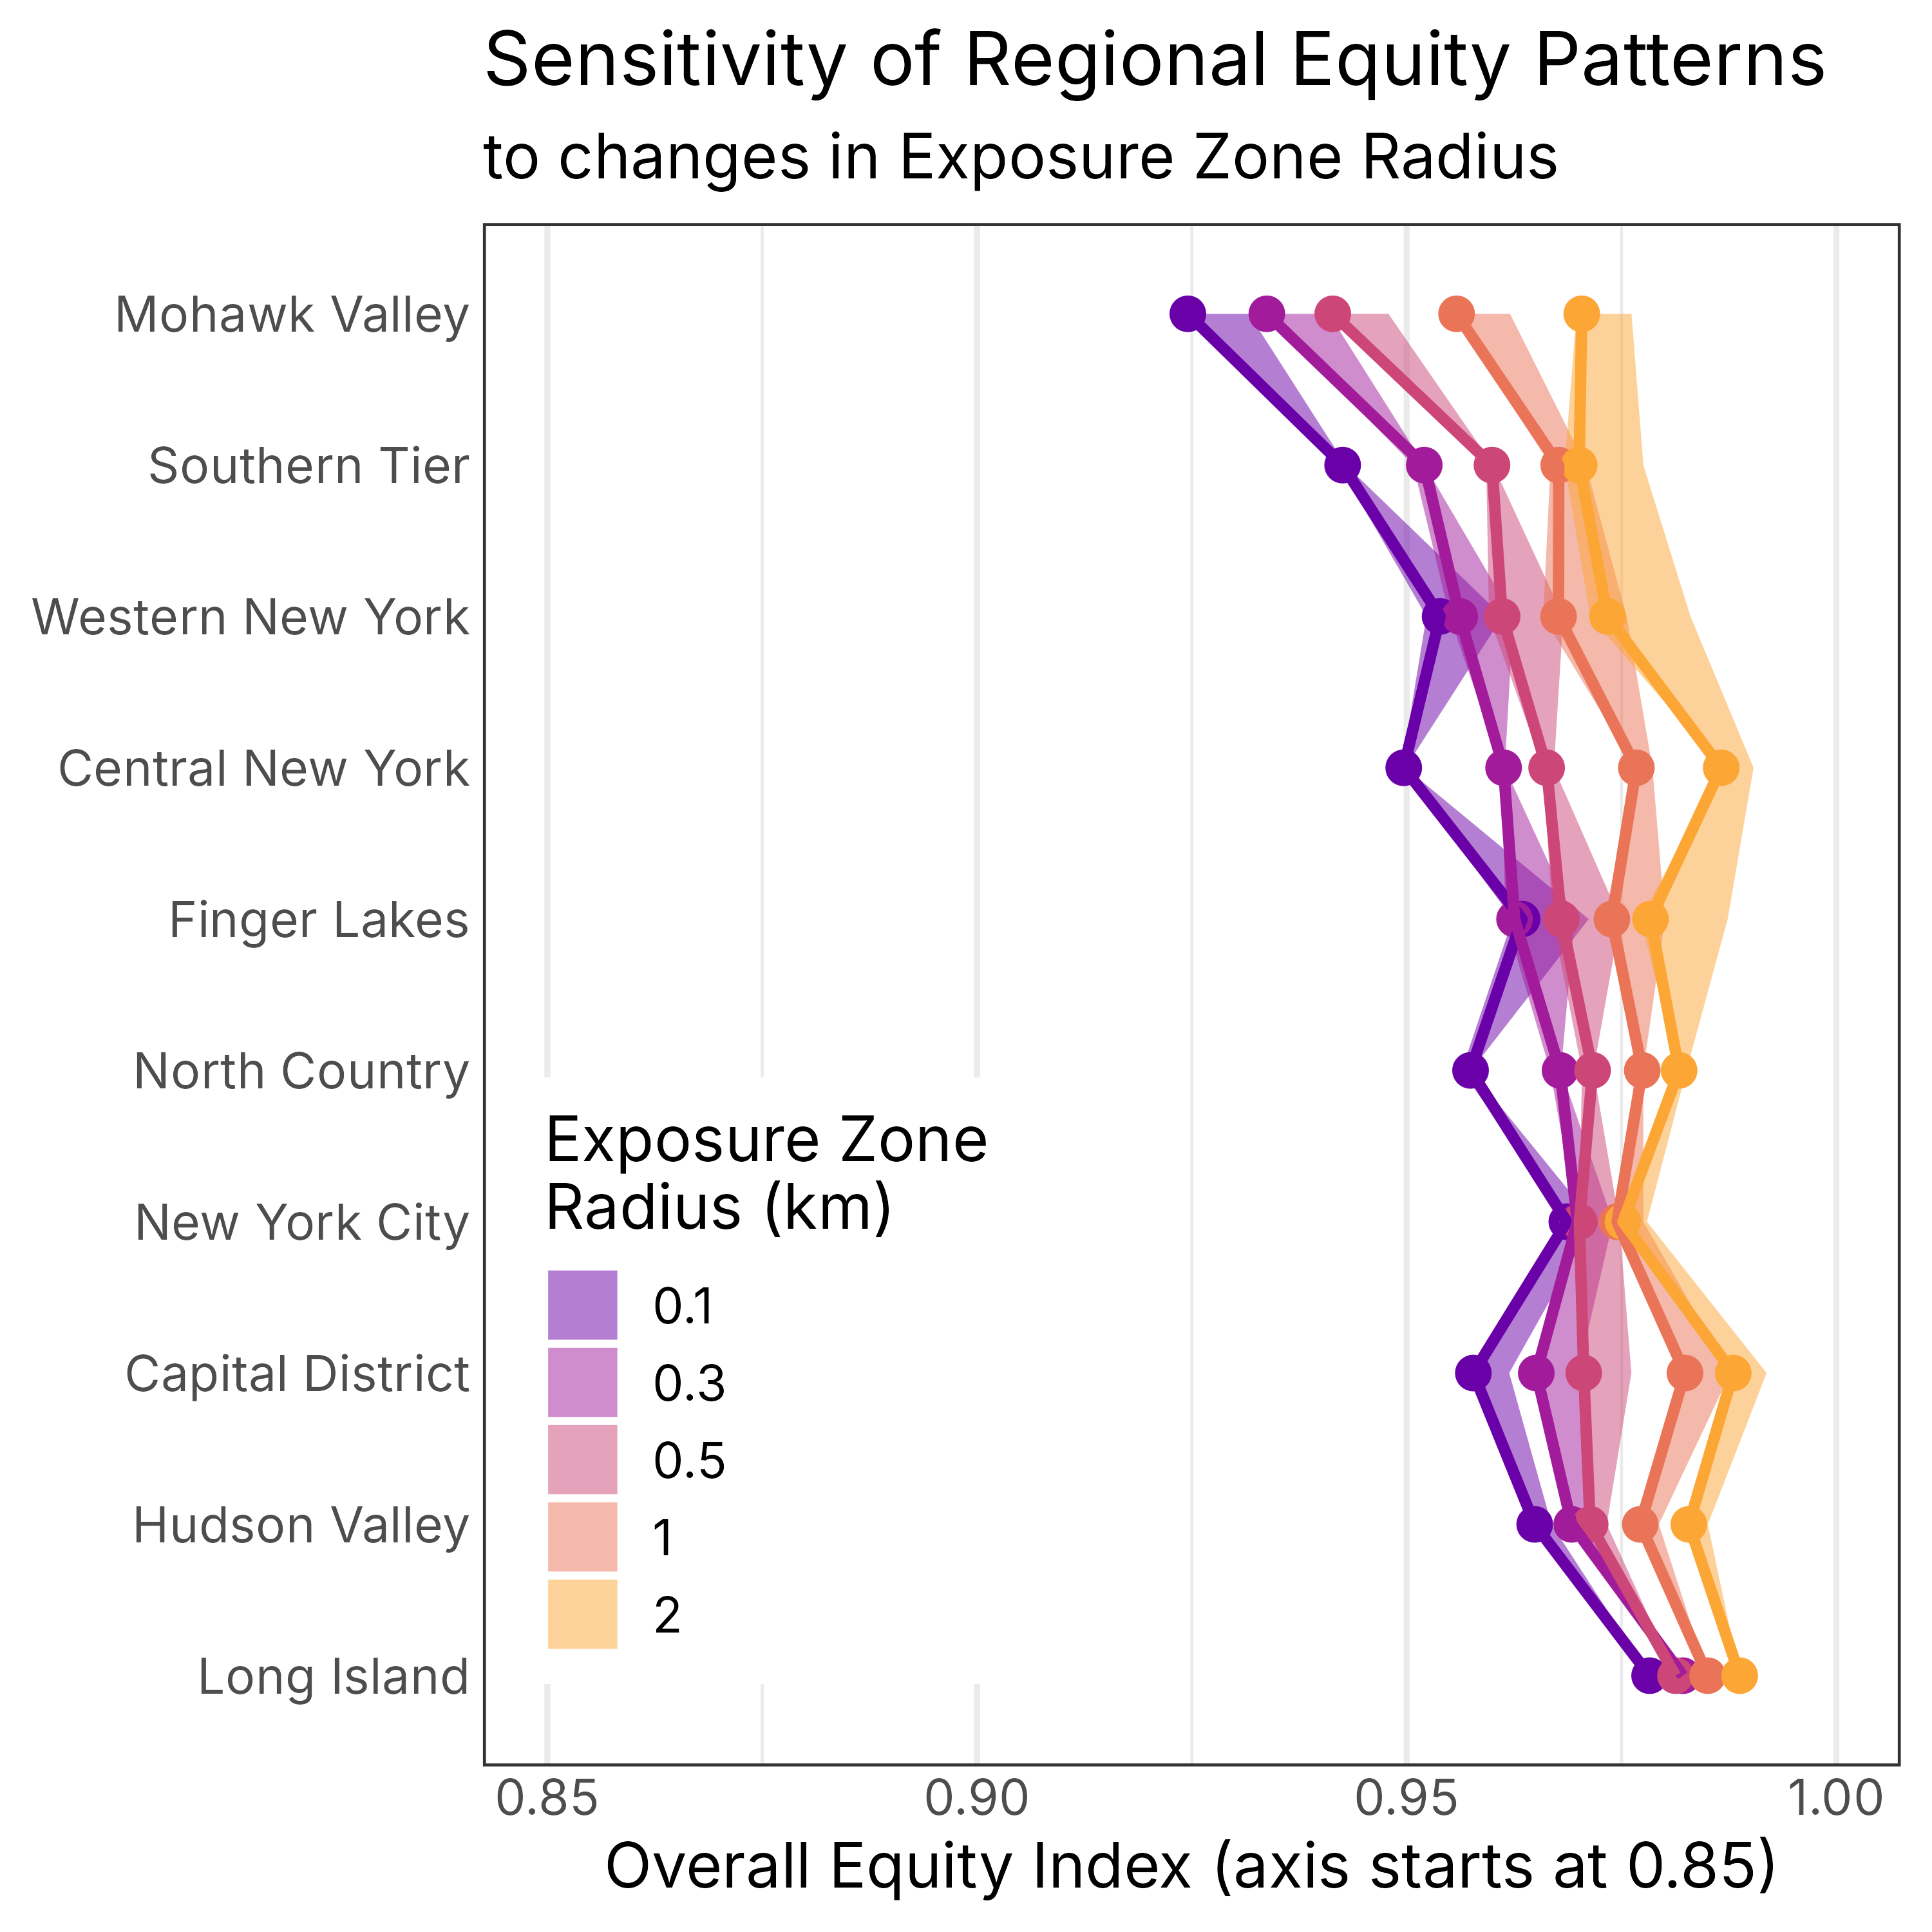 Sensitivity of Regional Equity Patterns
to changes in Exposure Zone Radius
Mohawk Valley
Southern Tier
Western New York
Central New York
Finger Lakes
North Country
New York City
Capital District
Hudson Valley
Long Island
Exposure Zone
Radius (km)
0.1
0.3
0.5
1
2
0.85 0.90 0.95 1.00
Overall Equity Index (axis starts at 0.85)